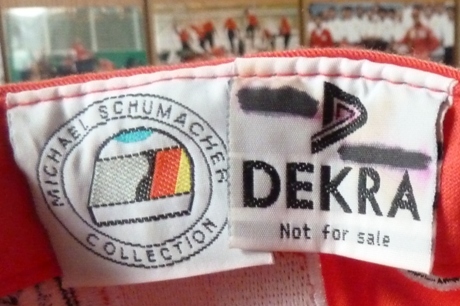 MICHAEL SCHUMACHER
COLLECTION
DEKRA
Not for sale